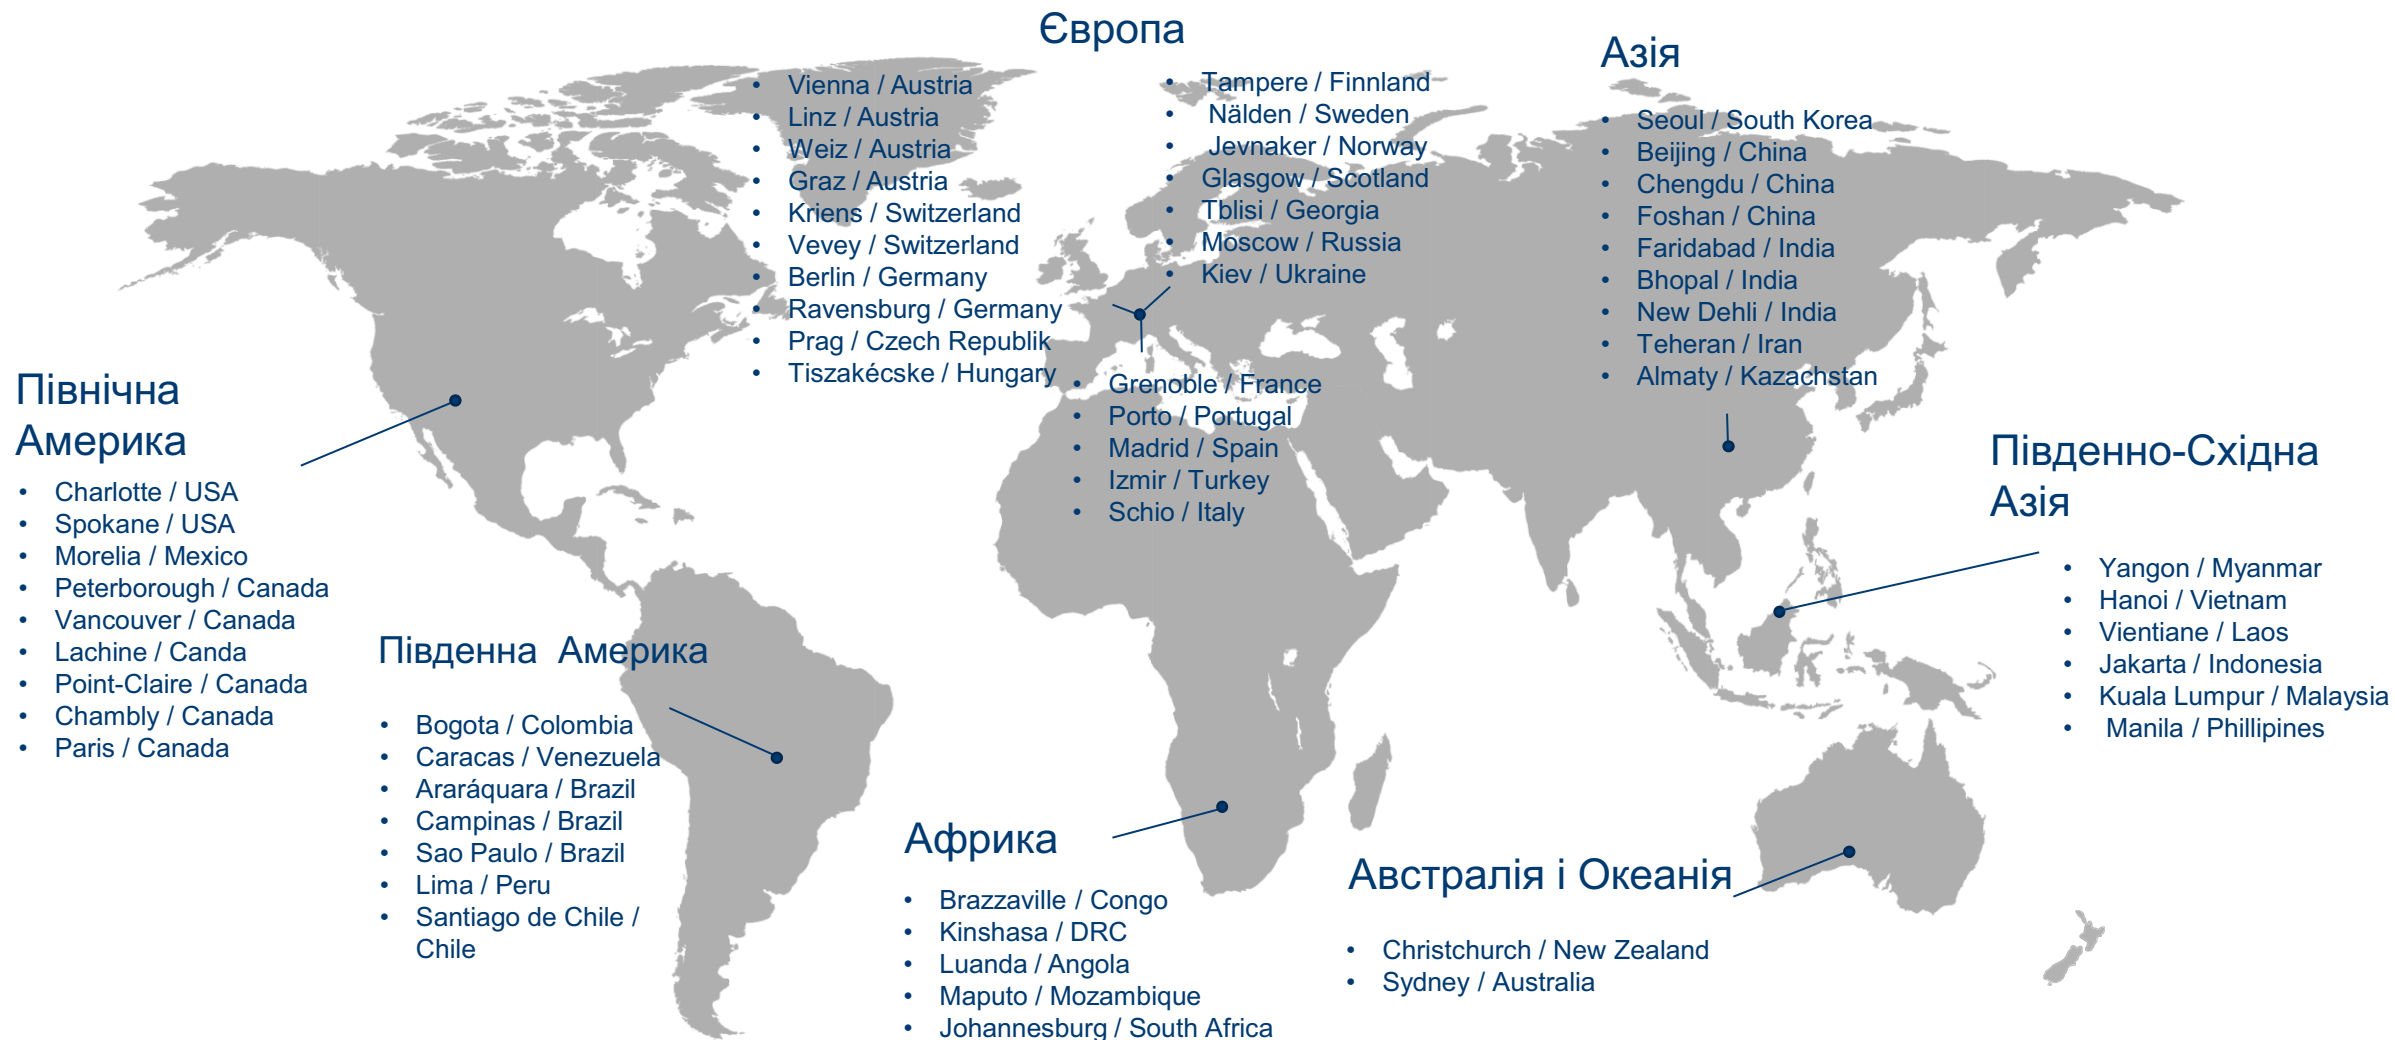 Європа
• Vienna / Austria
• Linz / Austria
• Weiz / Austria
• Graz / Austria
• Kriens / Switzerland
• Vevey / Switzerland
• Berlin / Germany
• Ravensburg / Germany
• Prag / Czech Republik
• Tiszakécske / Hungary
• Tampere / Finnland
• Nälden / Sweden
• Jevnaker / Norway
• Glasgow / Scotland
• Tblisi / Georgia
• Moscow / Russia
• Kiev / Ukraine
• Grenoble / France
• Porto / Portugal
• Madrid / Spain
• Izmir / Turkey
• Schio / Italy
Азія
• Seoul / South Korea
• Beijing / China
• Chengdu / China
• Foshan / China
• Faridabad / India
• Bhopal / India
• New Dehli / India
• Teheran / Iran
• Almaty / Kazachstan
Північна
Америка
• Charlotte / USA
• Spokane / USA
• Morelia / Mexico
• Peterborough / Canada
• Vancouver / Canada
• Lachine / Canda
• Point-Claire / Canada
• Chambly / Canada
• Paris / Canada
Південно-Східна
Азія
• Yangon / Myanmar
• Hanoi / Vietnam
• Vientiane / Laos
• Jakarta / Indonesia
• Kuala Lumpur / Malaysia
• Manila / Phillipines
Південна Америка
• Bogota / Colombia
• Caracas / Venezuela
• Araráquara / Brazil
• Campinas / Brazil
• Sao Paulo / Brazil
• Lima / Peru
• Santiago de Chile /
Chile
Африка
• Brazzaville / Congo
• Kinshasa / DRC
• Luanda / Angola
• Maputo / Mozambique
• Johannesburg / South Africa
Австралія і Океанія
• Christchurch / New Zealand
• Sydney / Australia